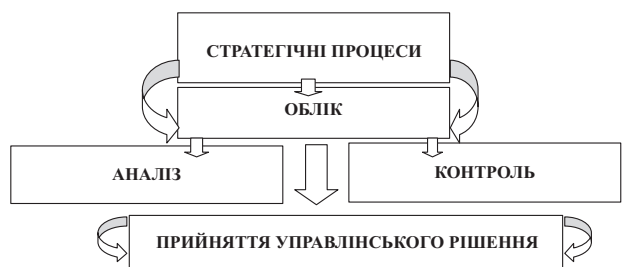 СТРАТЕГІЧНІ ПРОЦЕСИ
ОБЛІК
АНАЛІЗ
КОНТРОЛЬ
ПРИЙНЯТТЯ УПРАВЛІНСЬКОГО РІШЕННЯ